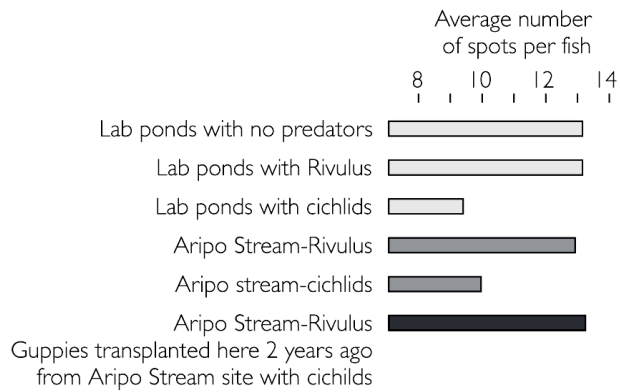 Average number
of spots per fish
8 10 12 14
Lab ponds with no predators
Lab ponds with Rivulus
Lab ponds with cichlids
Aripo Stream-Rivulus
Aripo stream-cichlids
Aripo Stream-Rivulus
Guppies transplanted here 2 years ago
from Aripo Stream site with cichilds